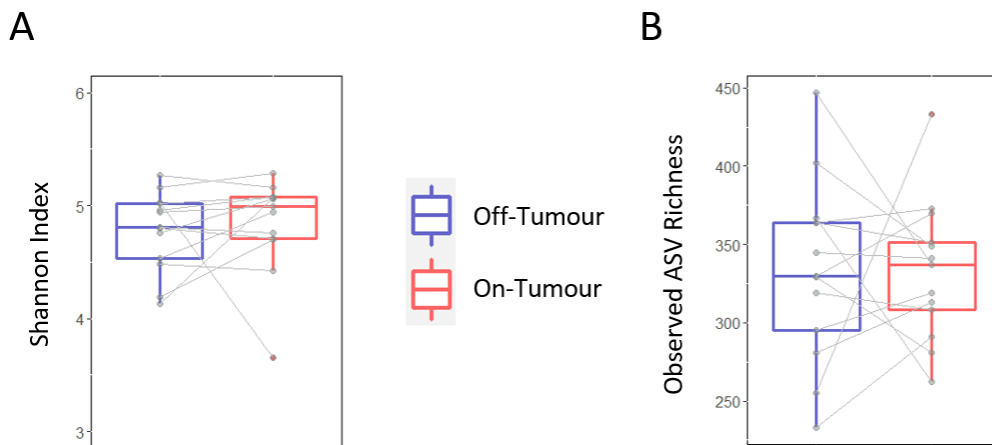 A
B
Shannon Index
6
5
4
3
Off-Tumour
On-Tumour
Observed ASV Richness
450
400
350
300
250